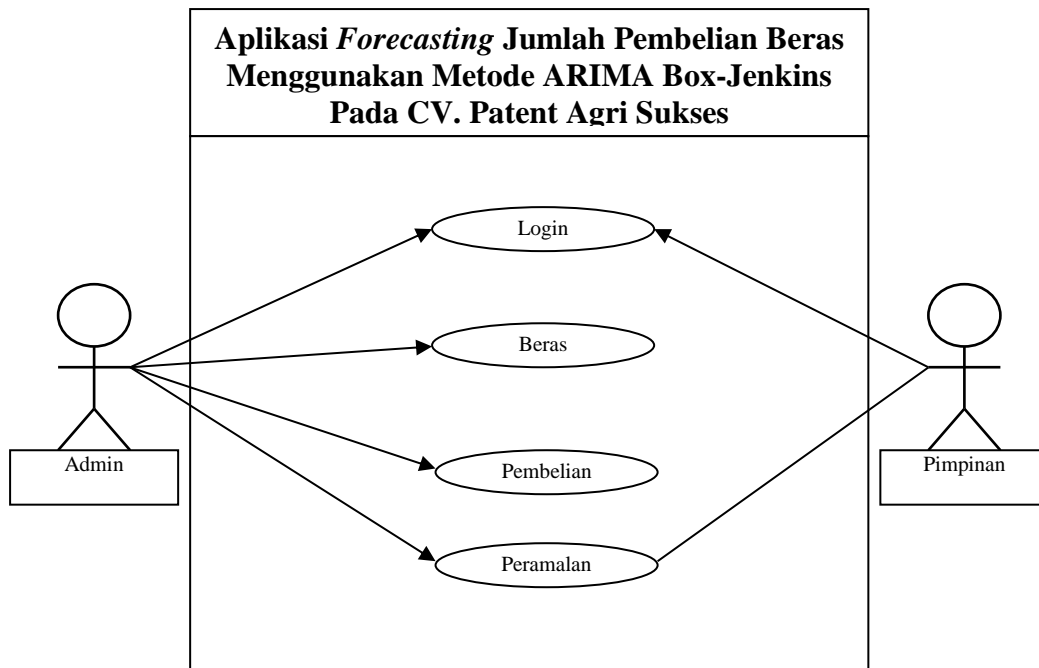 Aplikasi Forecasting Jumlah Pembelian Beras
Menggunakan Metode ARIMA Box-Jenkins
Pada CV. Patent Agri Sukses
Login
Beras
Pembelian
Peramalan
Admin
Pimpinan